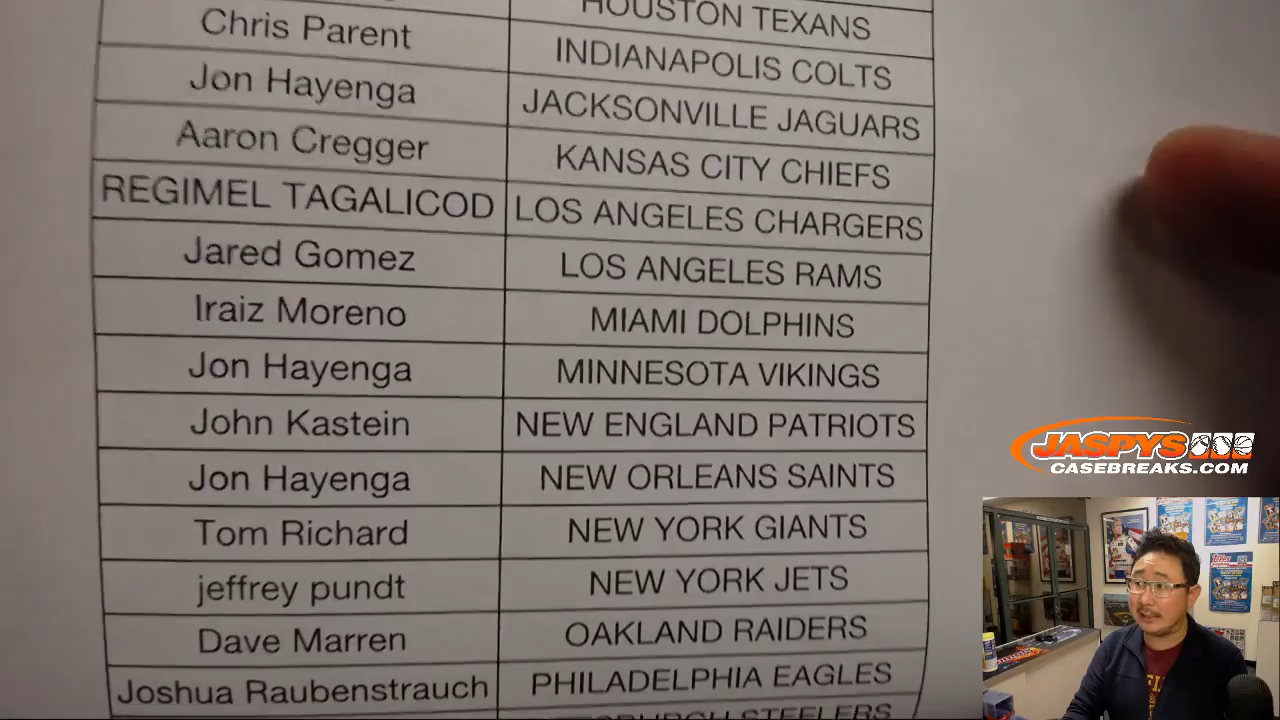 HOUSTON TEXANS
Chris Parent INDIANAPOLIS COLTS
Jon Hayenga JACKSONVILLE JAGUARS
Aaron Cregger KANSAS CITY CHIEFS
REGIMEL TAGALICOD LOS ANGELES CHARGERS
Jared Gomez LOS ANGELES RAMS
Iraiz Moreno MIAMI DOLPHINS
Jon Hayenga MINNESOTA VIKINGS
John Kastein NEW ENGLAND PATRIOTS
Jon Hayenga NEW ORLEANS SAINTS
Tom Richard NEW YORK GIANTS
jeffrey pundt NEW YORK JETS
Dave Marren OAKLAND RAIDERS
Joshua Raubenstrauch PHILADELPHIA EAGLES
STEELERS
JASPYS
CASEBREAKS.COM